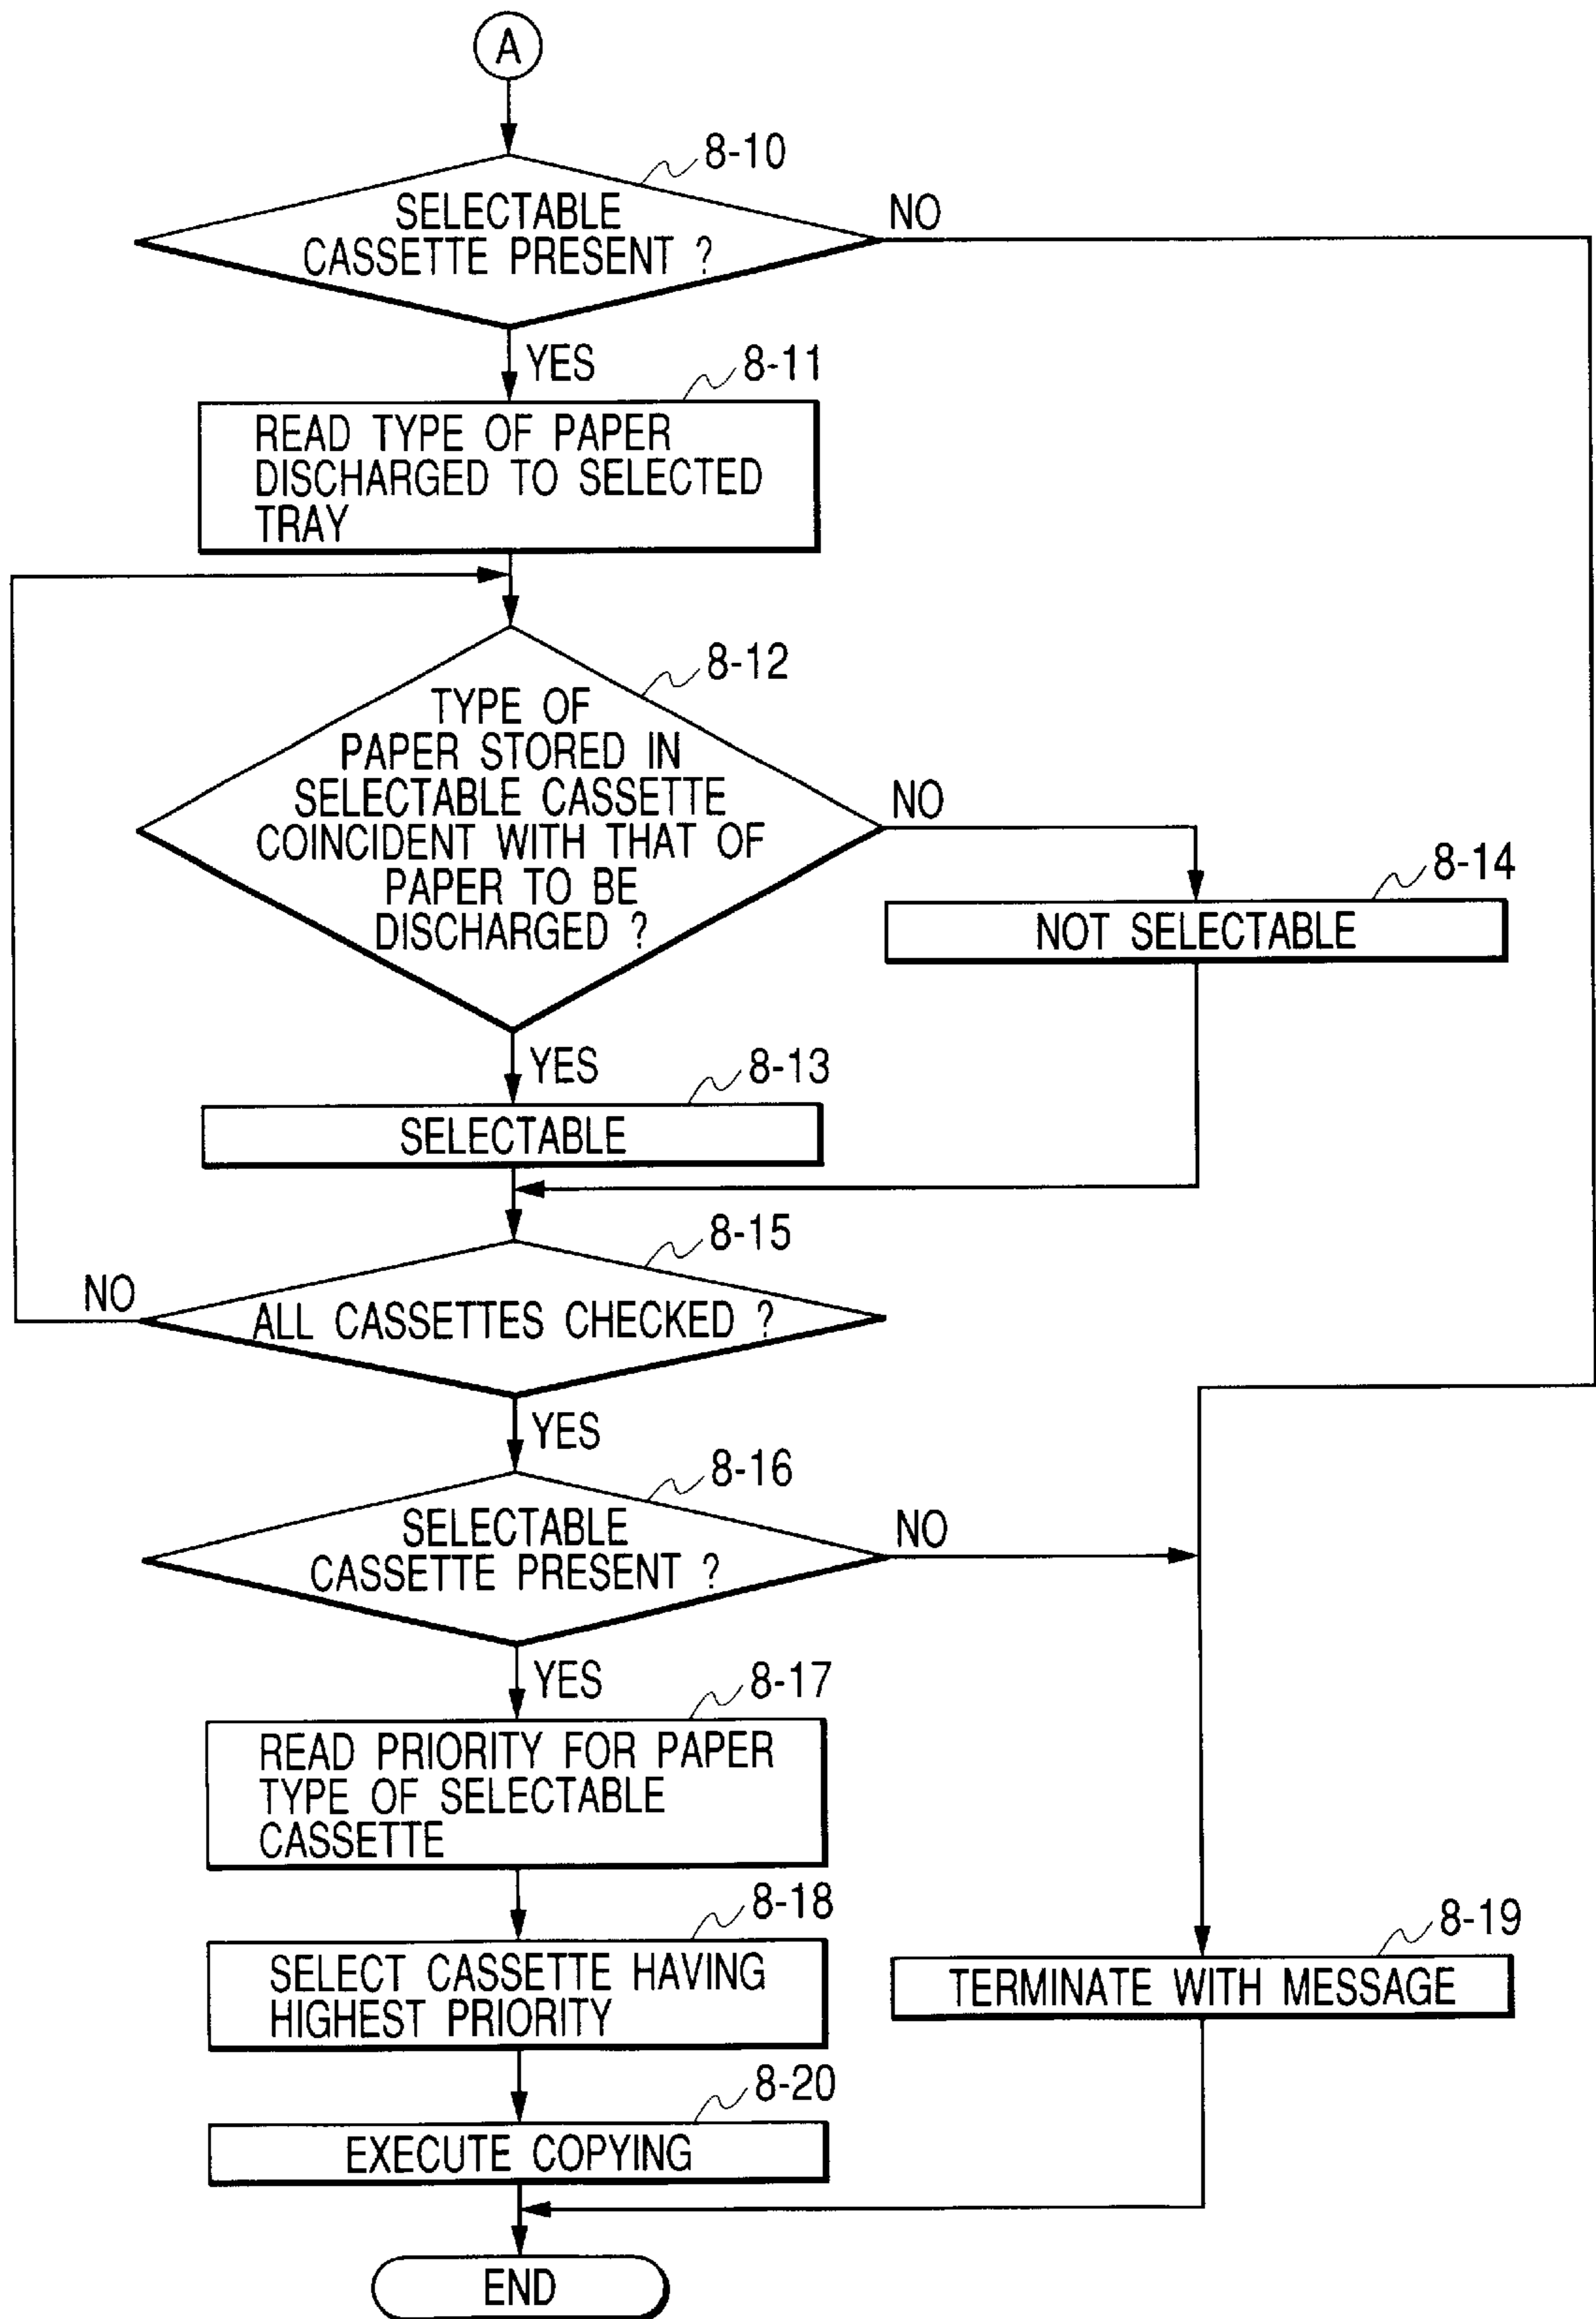 A
8-10
SELECTABLE
CASSETTE PRESENT ?
NO
YES
8-11
READ TYPE OF PAPER
DISCHARGED TO SELECTED
TRAY
8-12
TYPE OF
PAPER STORED IN
SELECTABLE CASSETTE
COINCIDENT WITH THAT OF
PAPER TO BE
DISCHARGED ?
NO
8-14
NOT SELECTABLE
YES
8-13
SELECTABLE
8-15
NO
ALL CASSETTES CHECKED ?
YES
8-16
SELECTABLE
CASSETTE PRESENT ?
NO
YES
8-17
READ PRIORITY FOR PAPER
TYPE OF SELECTABLE
CASSETTE
8-18
SELECT CASSETTE HAVING
HIGHEST PRIORITY
8-19
TERMINATE WITH MESSAGE
8-20
EXECUTE COPYING
END